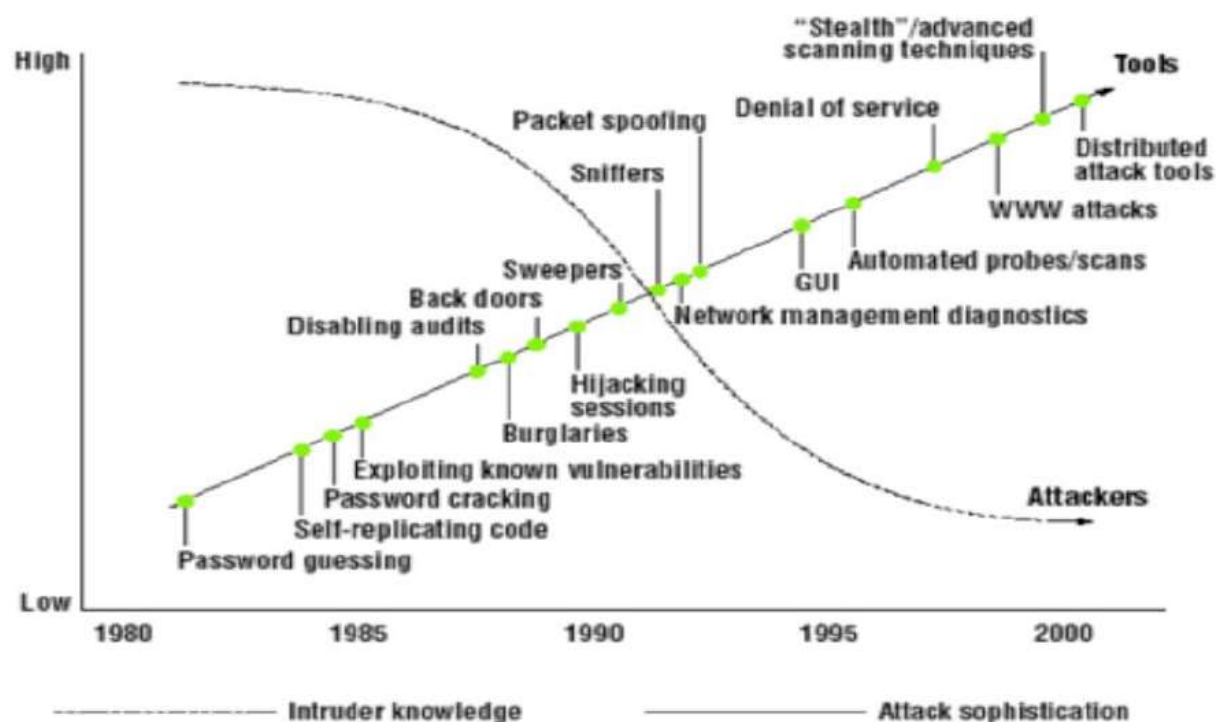 “Stealth”/advanced
scanning techniques
High
Tools
Denial of service
Packet spoofing
Distributed
attack tools
Sniffers
WWW attacks
Automated probes/scans
Sweepers
GUI
Back doors
Network management diagnostics
Disabling audits
Hijacking
sessions
Burglaries
Exploiting known vulnerabilities
Password cracking
Attackers
Self-replicating code
Password guessing
Low
1980 1985 1990 1995 2000
Intruder knowledge Attack sophistication